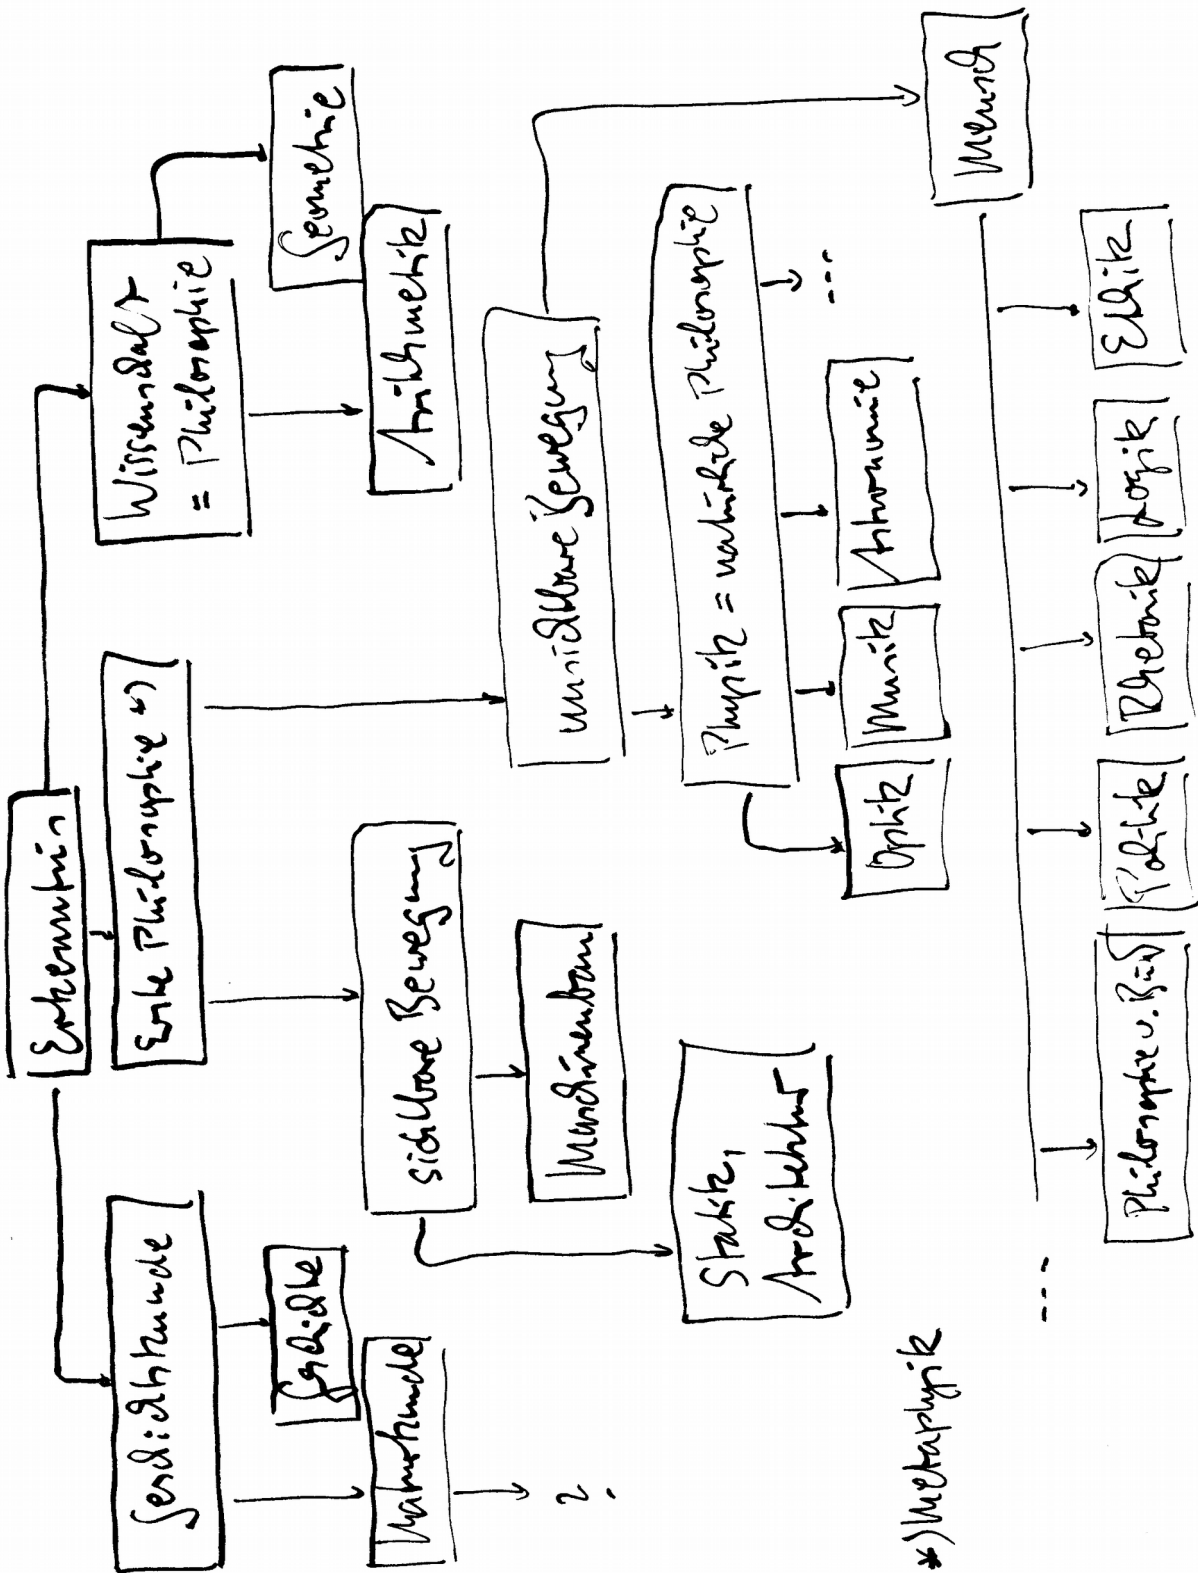 Erkenntnis
Geschichtskunde
Erste Philosophie *)
Wissenschaft
= Philosophie
Geschichte
Naturkunde
?
sichtbare Bewegung
Maschinenbau
Statik,
Architektur
unsichtbare Bewegung
Geometrie
Arithmetik
Physik = natürliche Philosophie
Optik
Musik
Astronomie
...
Mensch
...
Philosophie v.
Politik
Rhetorik
Logik
Ethik
*) Metaphysik